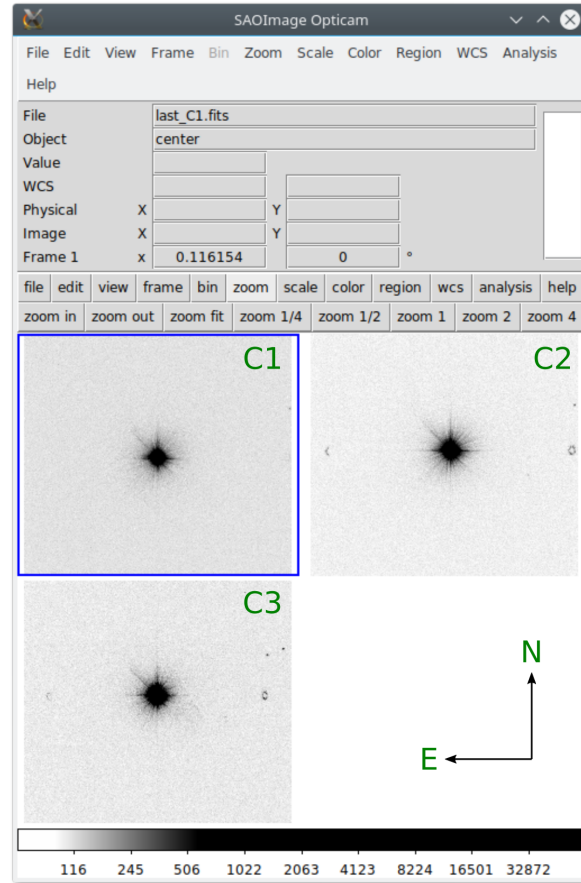 SAOImage Opticam
File Edit View Frame Bin Zoom Scale Color Region WCS Analysis
Help
File last_C1.fits
Object center
Value
WCS
Physical X Y
Image X Y
Frame 1 x 0.116154 0 °
file edit view frame bin zoom scale color region wcs analysis help
zoom in zoom out zoom fit zoom 1/4 zoom 1/2 zoom 1 zoom 2 zoom 4
C1 C2
C3
N
E
116 245 506 1022 2063 4123 8224 16501 32872